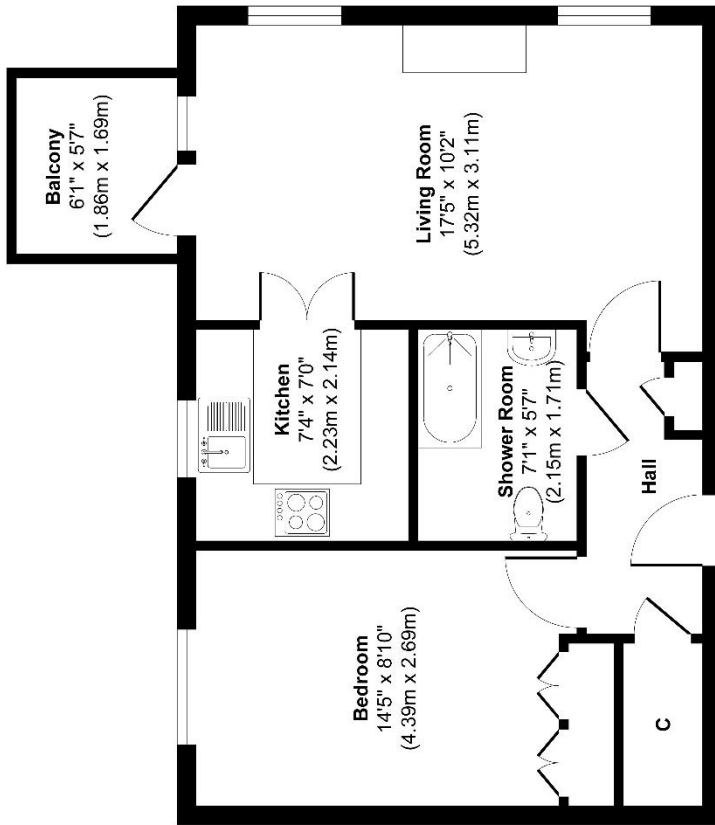 Balcony
6'1" x 5'7"
(1.86m x 1.69m)
Living Room
17'5" x 10'2"
(5.32m x 3.11m)
Kitchen
7'4" x 7'0"
(2.23m x 2.14m)
Shower Room
7'1" x 5'7"
(2.15m x 1.71m)
Hall
Bedroom
14'5" x 8'10"
(4.39m x 2.69m)
C